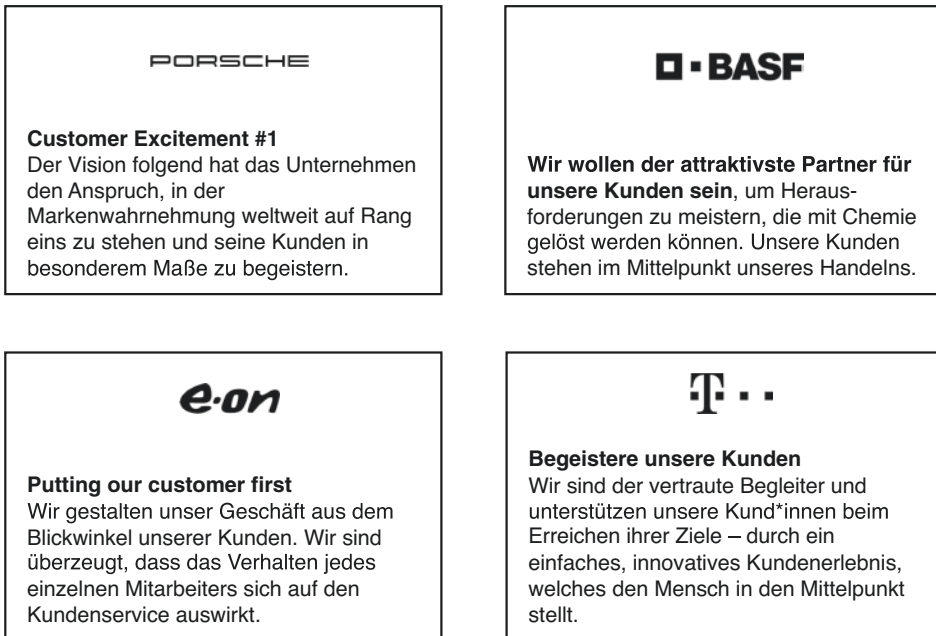 PORSCHE
Customer Excitement #1
Der Vision folgend hat das Unternehmen
den Anspruch, in der
Markenwahrnehmung weltweit auf Rang
eins zu stehen und seine Kunden in
besonderem Maße zu begeistern.
BASF
Wir wollen der attraktivste Partner für
unsere Kunden sein, um Heraus-
forderungen zu meistern, die mit Chemie
gelöst werden können. Unsere Kunden
stehen im Mittelpunkt unseres Handelns.
e·on
Putting our customer first
Wir gestalten unser Geschäft aus dem
Blickwinkel unserer Kunden. Wir sind
überzeugt, dass das Verhalten jedes
einzelnen Mitarbeiters sich auf den
Kundenservice auswirkt.
T
Begeistere unsere Kunden
Wir sind der vertraute Begleiter und
unterstützen unsere Kund*innen beim
Erreichen ihrer Ziele – durch ein
einfaches, innovatives Kundenerlebnis,
welches den Mensch in den Mittelpunkt
stellt.